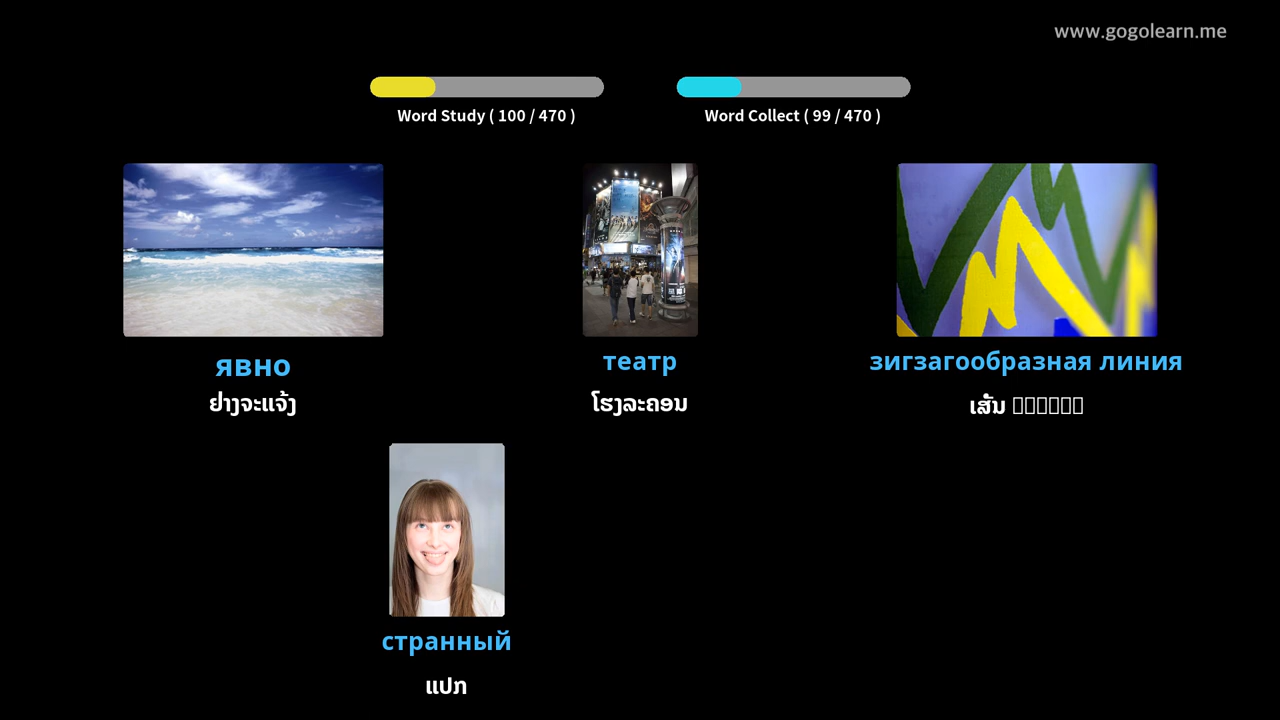 www.gogolearn.me
Word Study ( 100 / 470 )
Word Collect ( 99 / 470 )
явно
ຢ່າງຈະແຈ້ງ
театр
ໂຮງລະຄອນ
зигзагообразная линия
ເສັ້ນ
странный
ແປກ